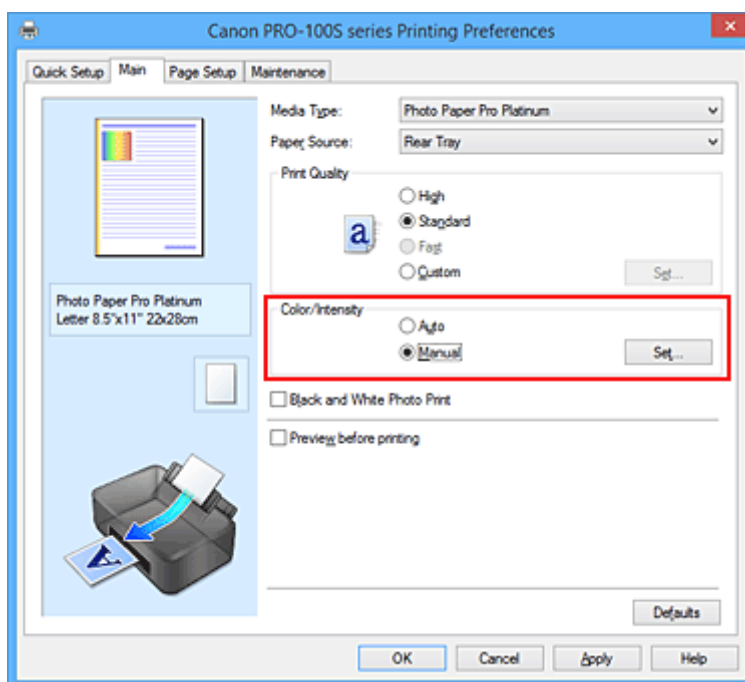 Canon PRO-100S series Printing Preferences
x
Quick Setup Main Page Setup Maintenance
Media Type: Photo Paper Pro Platinum
Paper Source: Rear Tray
Print Quality
High
a Standard
Fast
Custom Set...
Photo Paper Pro Platinum
Letter 8.5"x11" 22x28cm
Color/Intensity
Auto
Manual Set...
Black and White Photo Print
Preview before printing
A
Defaults
OK Cancel Apply Help